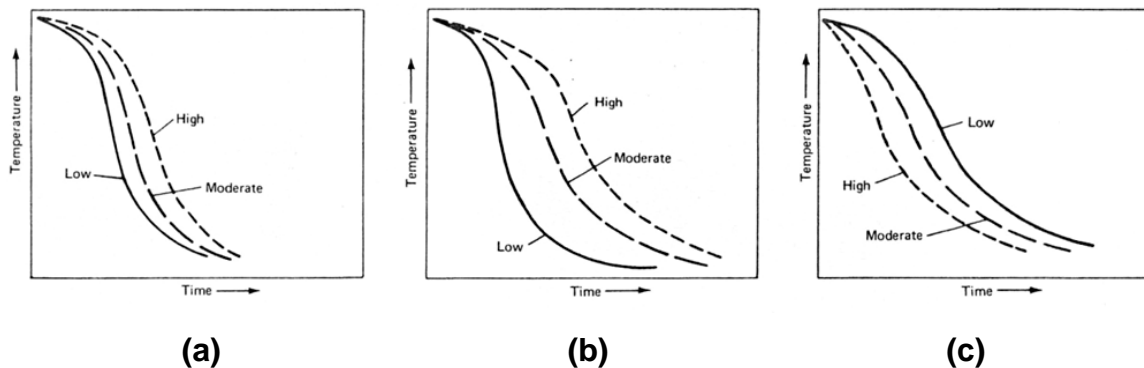 Temperature
High
Low
Moderate
Time
(a)
Temperature
High
Moderate
Low
Time
(b)
Temperature
Low
High
Moderate
Time
(c)